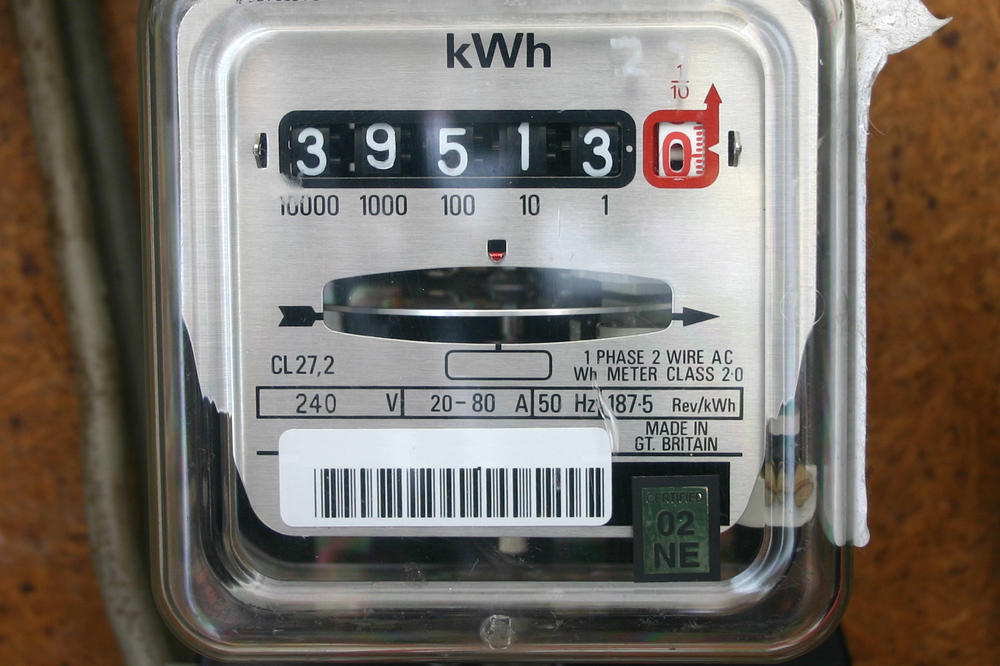 kWh
1
10
3 9 5 1 3 0
10000 1000 100 10 1
CL27,2
1 PHASE 2 WIRE AC
Wh METER CLASS 2·0
240 V 20-80 A 50 Hz 187·5 Rev/kWh
MADE IN
GT. BRITAIN
CERTIFIED
02
NE